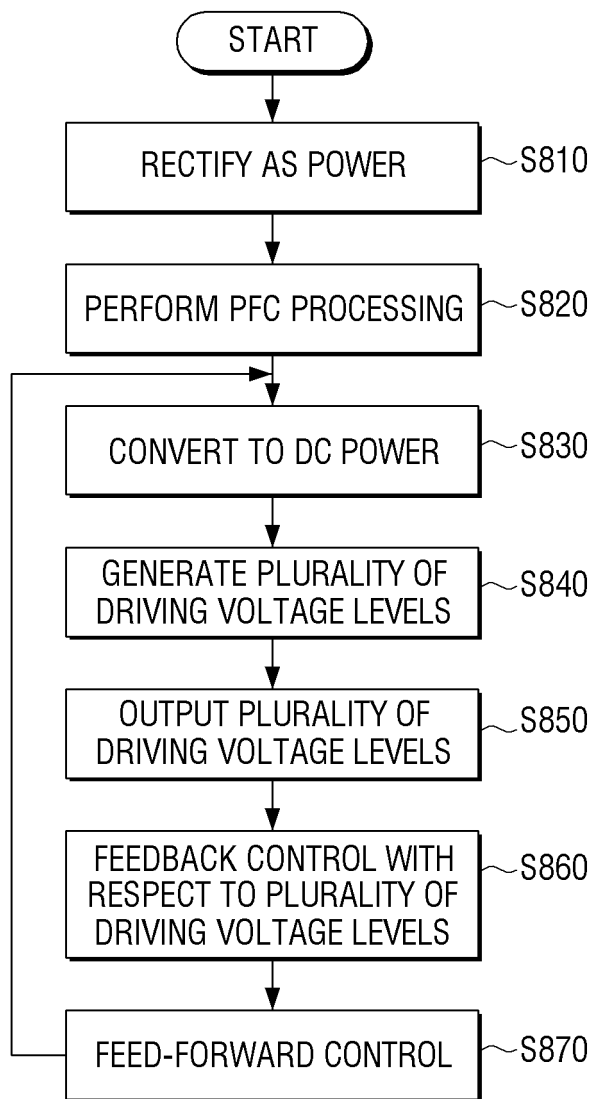 START
RECTIFY AS POWER
S810
PERFORM PFC PROCESSING
S820
CONVERT TO DC POWER
S830
GENERATE PLURALITY OF
DRIVING VOLTAGE LEVELS
S840
OUTPUT PLURALITY OF
DRIVING VOLTAGE LEVELS
S850
FEEDBACK CONTROL WITH
RESPECT TO PLURALITY OF
DRIVING VOLTAGE LEVELS
S860
FEED-FORWARD CONTROL
S870